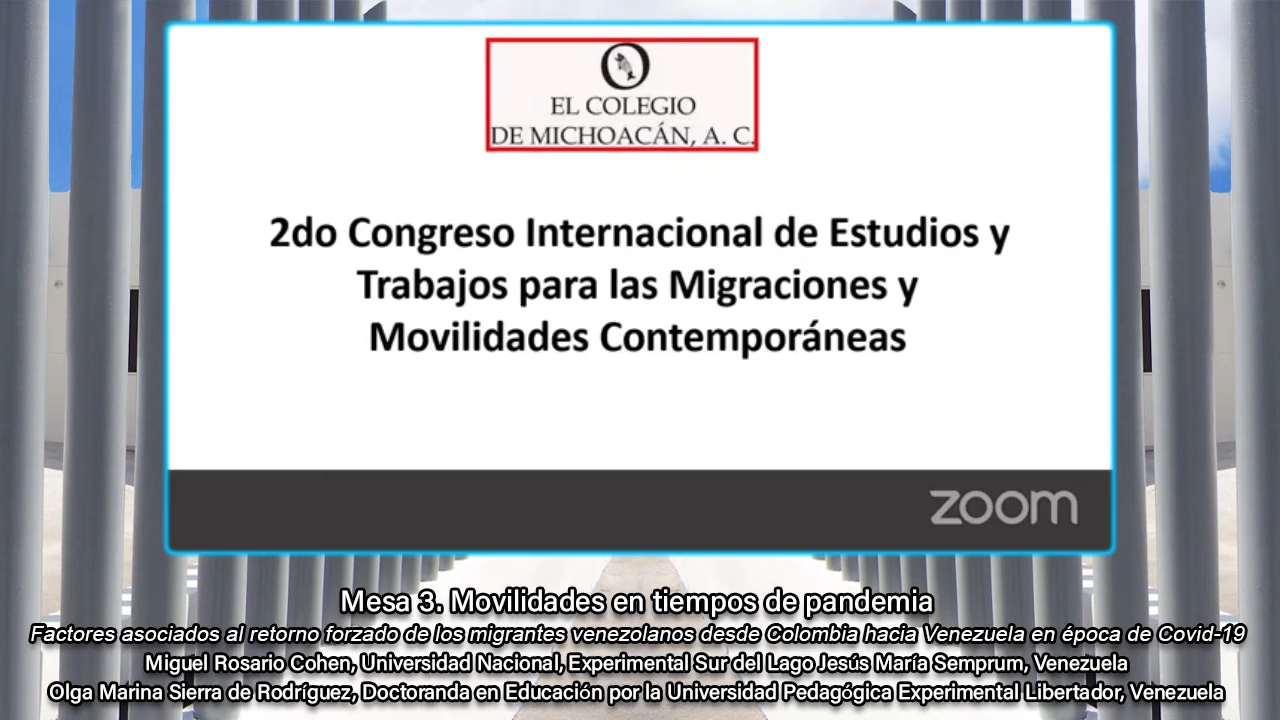 EL COLEGIO
DE MICHOACÁN, A. C.
2do Congreso Internacional de Estudios y
Trabajos para las Migraciones y
Movilidades Contemporáneas
zoom
Mesa 3. Movilidades en tiempos de pandemia
Factores asociados al retorno forzado de los migrantes venezolanos desde Colombia hacia Venezuela en época de Covid-19
Miguel Rosario Cohen, Universidad Nacional, Experimental Sur del Lago Jesús María Semprum, Venezuela
Olga Marina Sierra de Rodríguez, Doctoranda en Educación por la Universidad Pedagógica Experimental Libertador, Venezuela